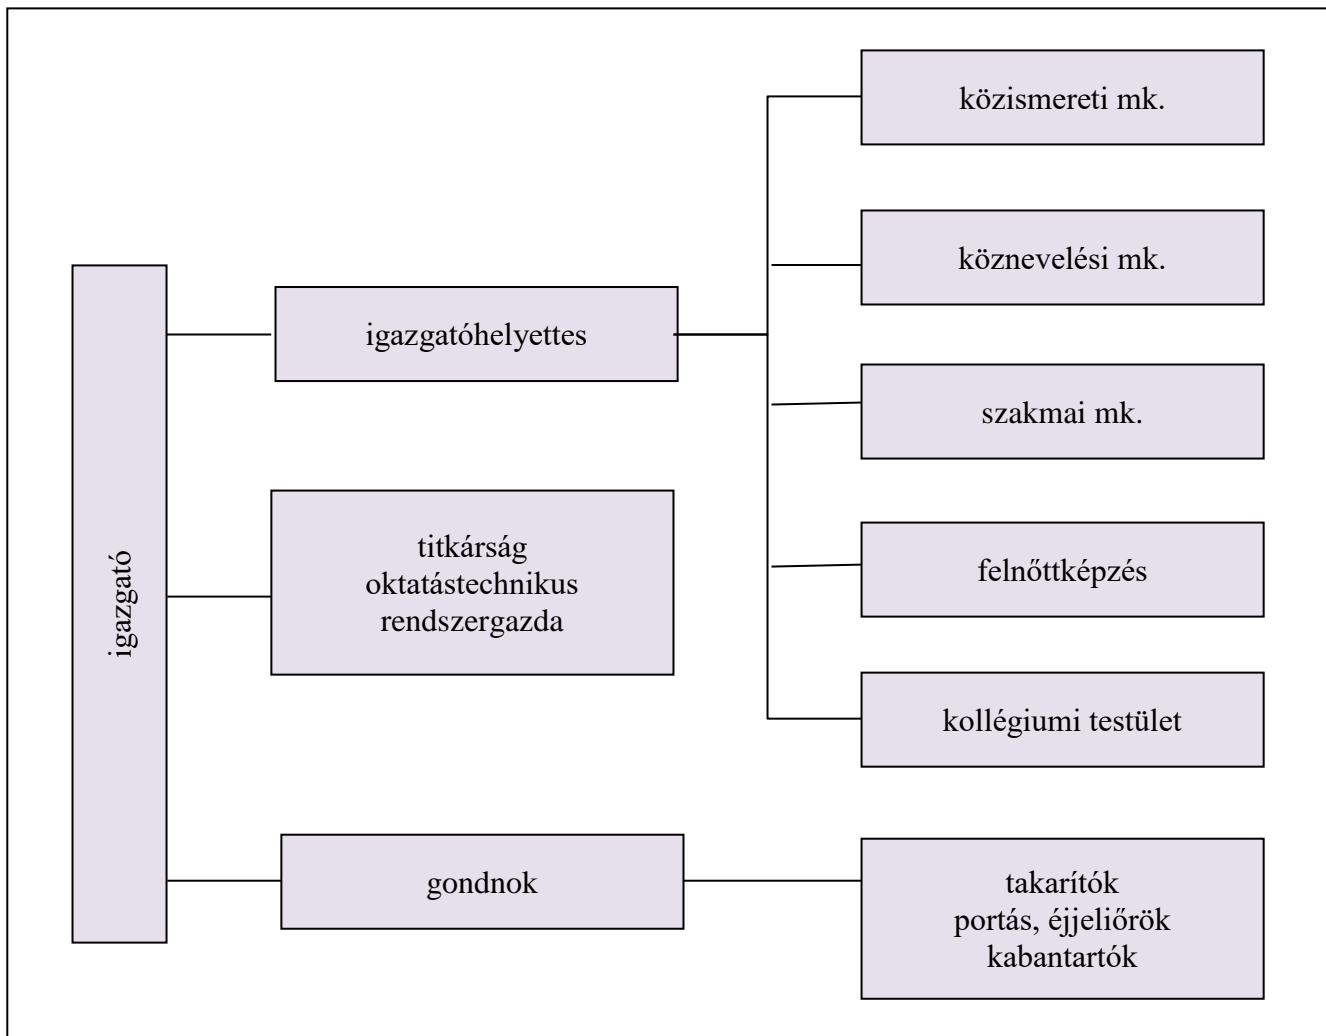 közismereti mk.
köznevelési mk.
igazgatóhelyettes
szakmai mk.
titkárság
oktatástechnikus
rendszergazda
igazgató
felnőttképzés
kollégiumi testület
gondnok
takarítók
portás, éjjeliőrök
kabantartók